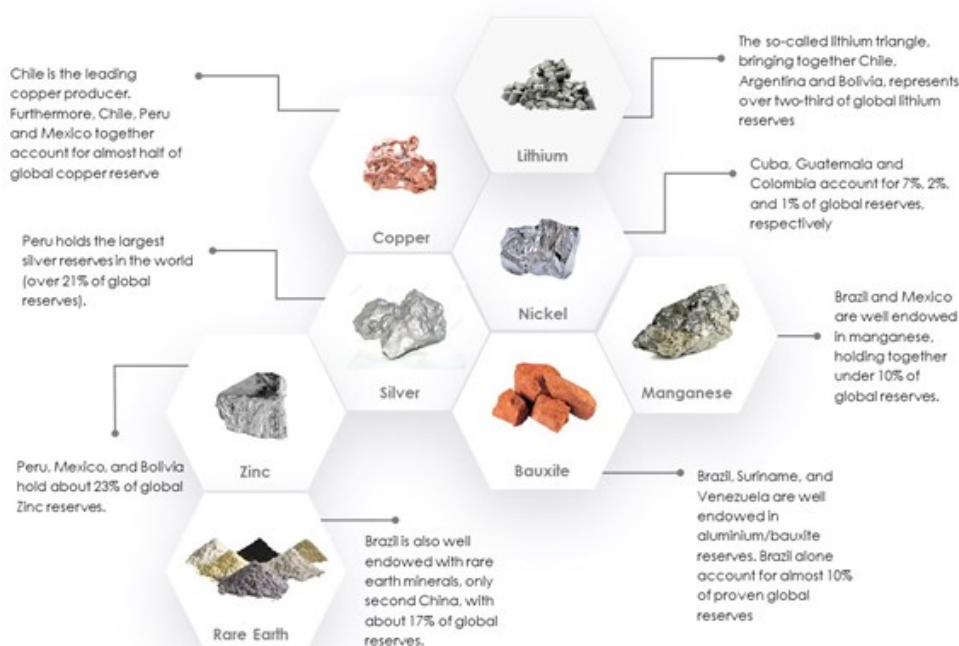 Chile is the leading
copper producer.
Furthermore, Chile, Peru
and Mexico together
account for almost half of
global copper reserve
Copper
The so-called lithium triangle,
bringing together Chile,
Argentina and Bolivia, represents
over two-third of global lithium
reserves
Lithium
Cuba, Guatemala and
Colombia account for 7%, 2%,
and 1% of global reserves,
respectively
Nickel
Peru holds the largest
silver reserves in the world
(over 21% of global
reserves).
Silver
Brazil and Mexico
are well endowed
in manganese,
holding together
under 10% of
global reserves.
Manganese
Peru, Mexico, and Bolivia
hold about 23% of global
Zinc reserves.
Zinc
Brazil, Suriname, and
Venezuela are well
endowed in
aluminium/bauxite
reserves. Brazil alone
account for almost 10%
of proven global
reserves
Bauxite
Brazil is also well
endowed with rare
earth minerals, only
second China, with
about 17% of global
reserves.
Rare Earth